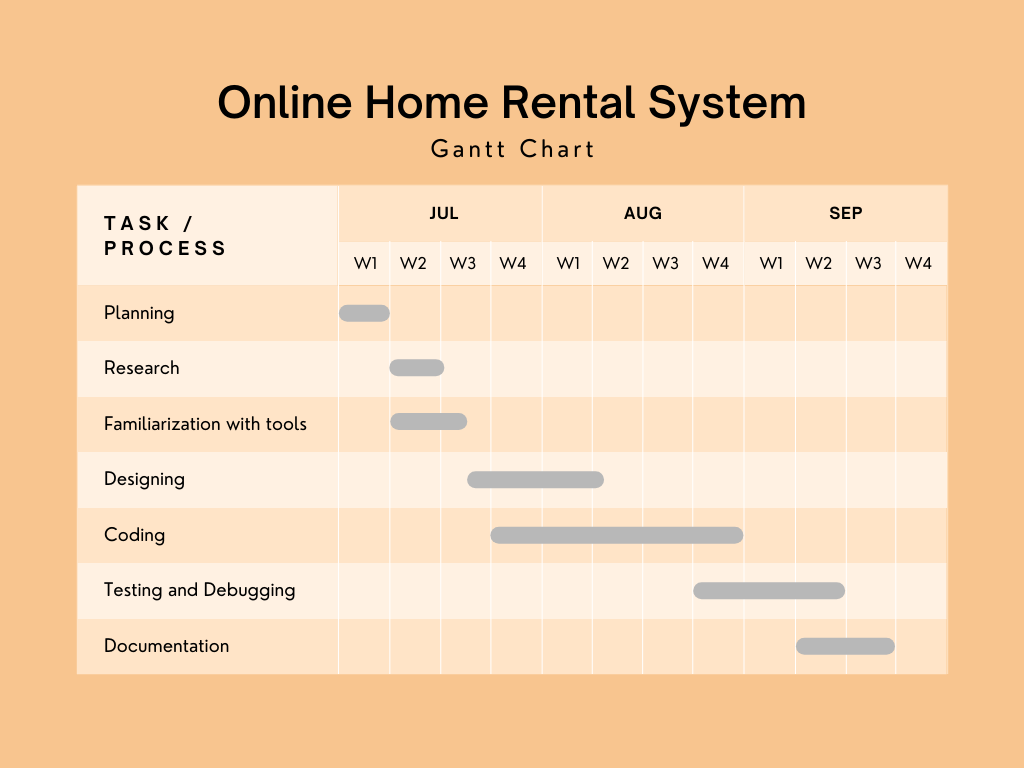 Online Home Rental System
Gantt Chart
TASK /
PROCESS
JUL AUG SEP
W1 W2 W3 W4 W1 W2 W3 W4 W1 W2 W3 W4
Planning
Research
Familiarization with tools
Designing
Coding
Testing and Debugging
Documentation